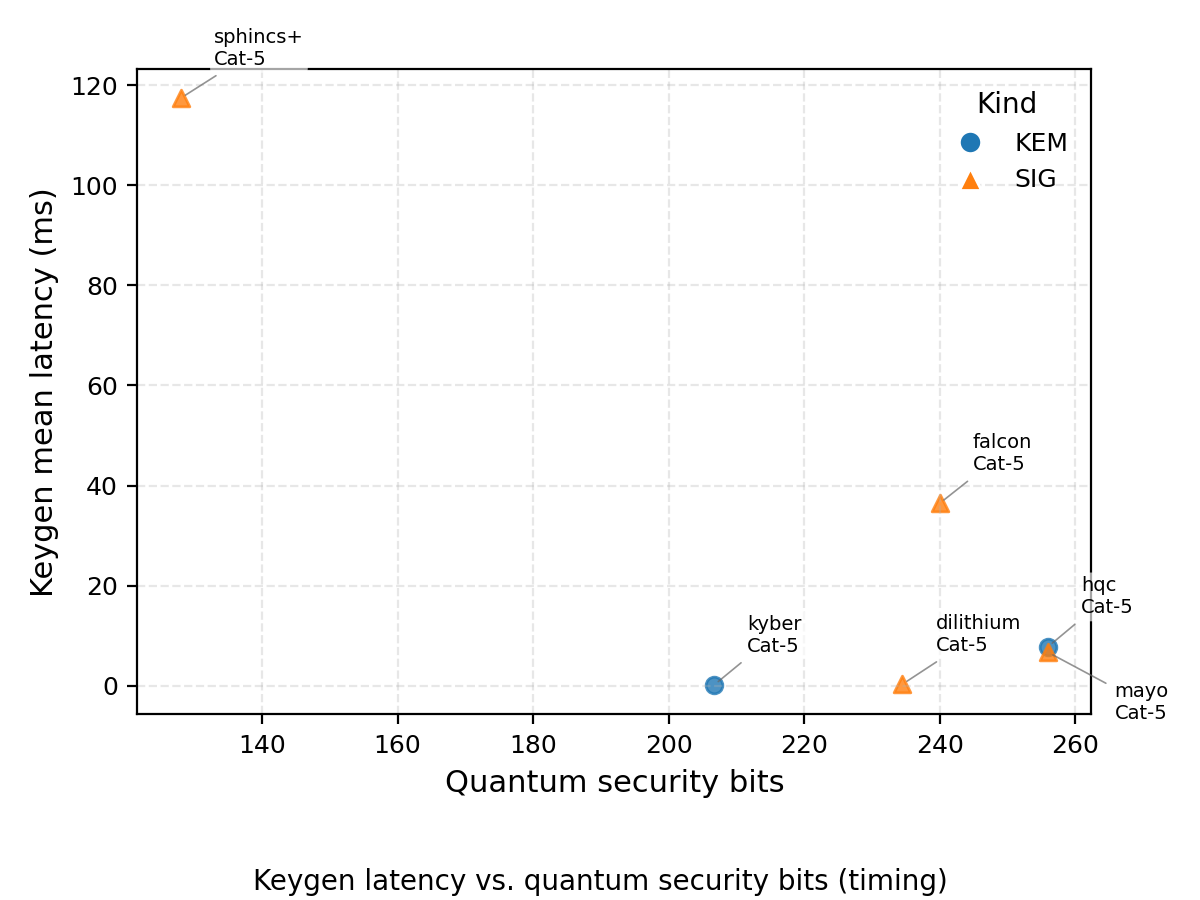 sphincs+
Cat-5
120
100
80
60
40
20
0
Keygen mean latency (ms)
Kind
KEM
SIG
falcon
Cat-5
hqc
Cat-5
kyber
Cat-5
dilithium
Cat-5
mayo
Cat-5
140
160
180
200
220
240
260
Quantum security bits
Keygen latency vs. quantum security bits (timing)